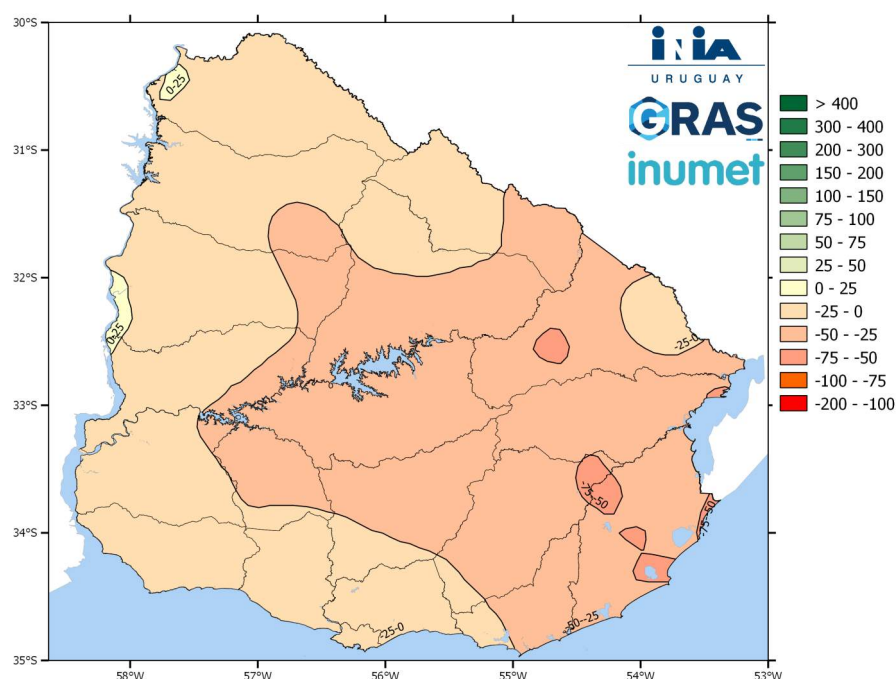 30°S
31°S
32°S
33°S
34°S
35°S
58°W
57°W
56°W
55°W
54°W
53°W
0-25
0-25
-25-0
-75--50
-75--50
-50--25
-25-0
iNiA
URUGUAY
GRAS
inumet
> 400
300 - 400
200 - 300
150 - 200
100 - 150
75 - 100
50 - 75
25 - 50
0 - 25
-25 - 0
-50 - -25
-75 - -50
-100 - -75
-200 - -100